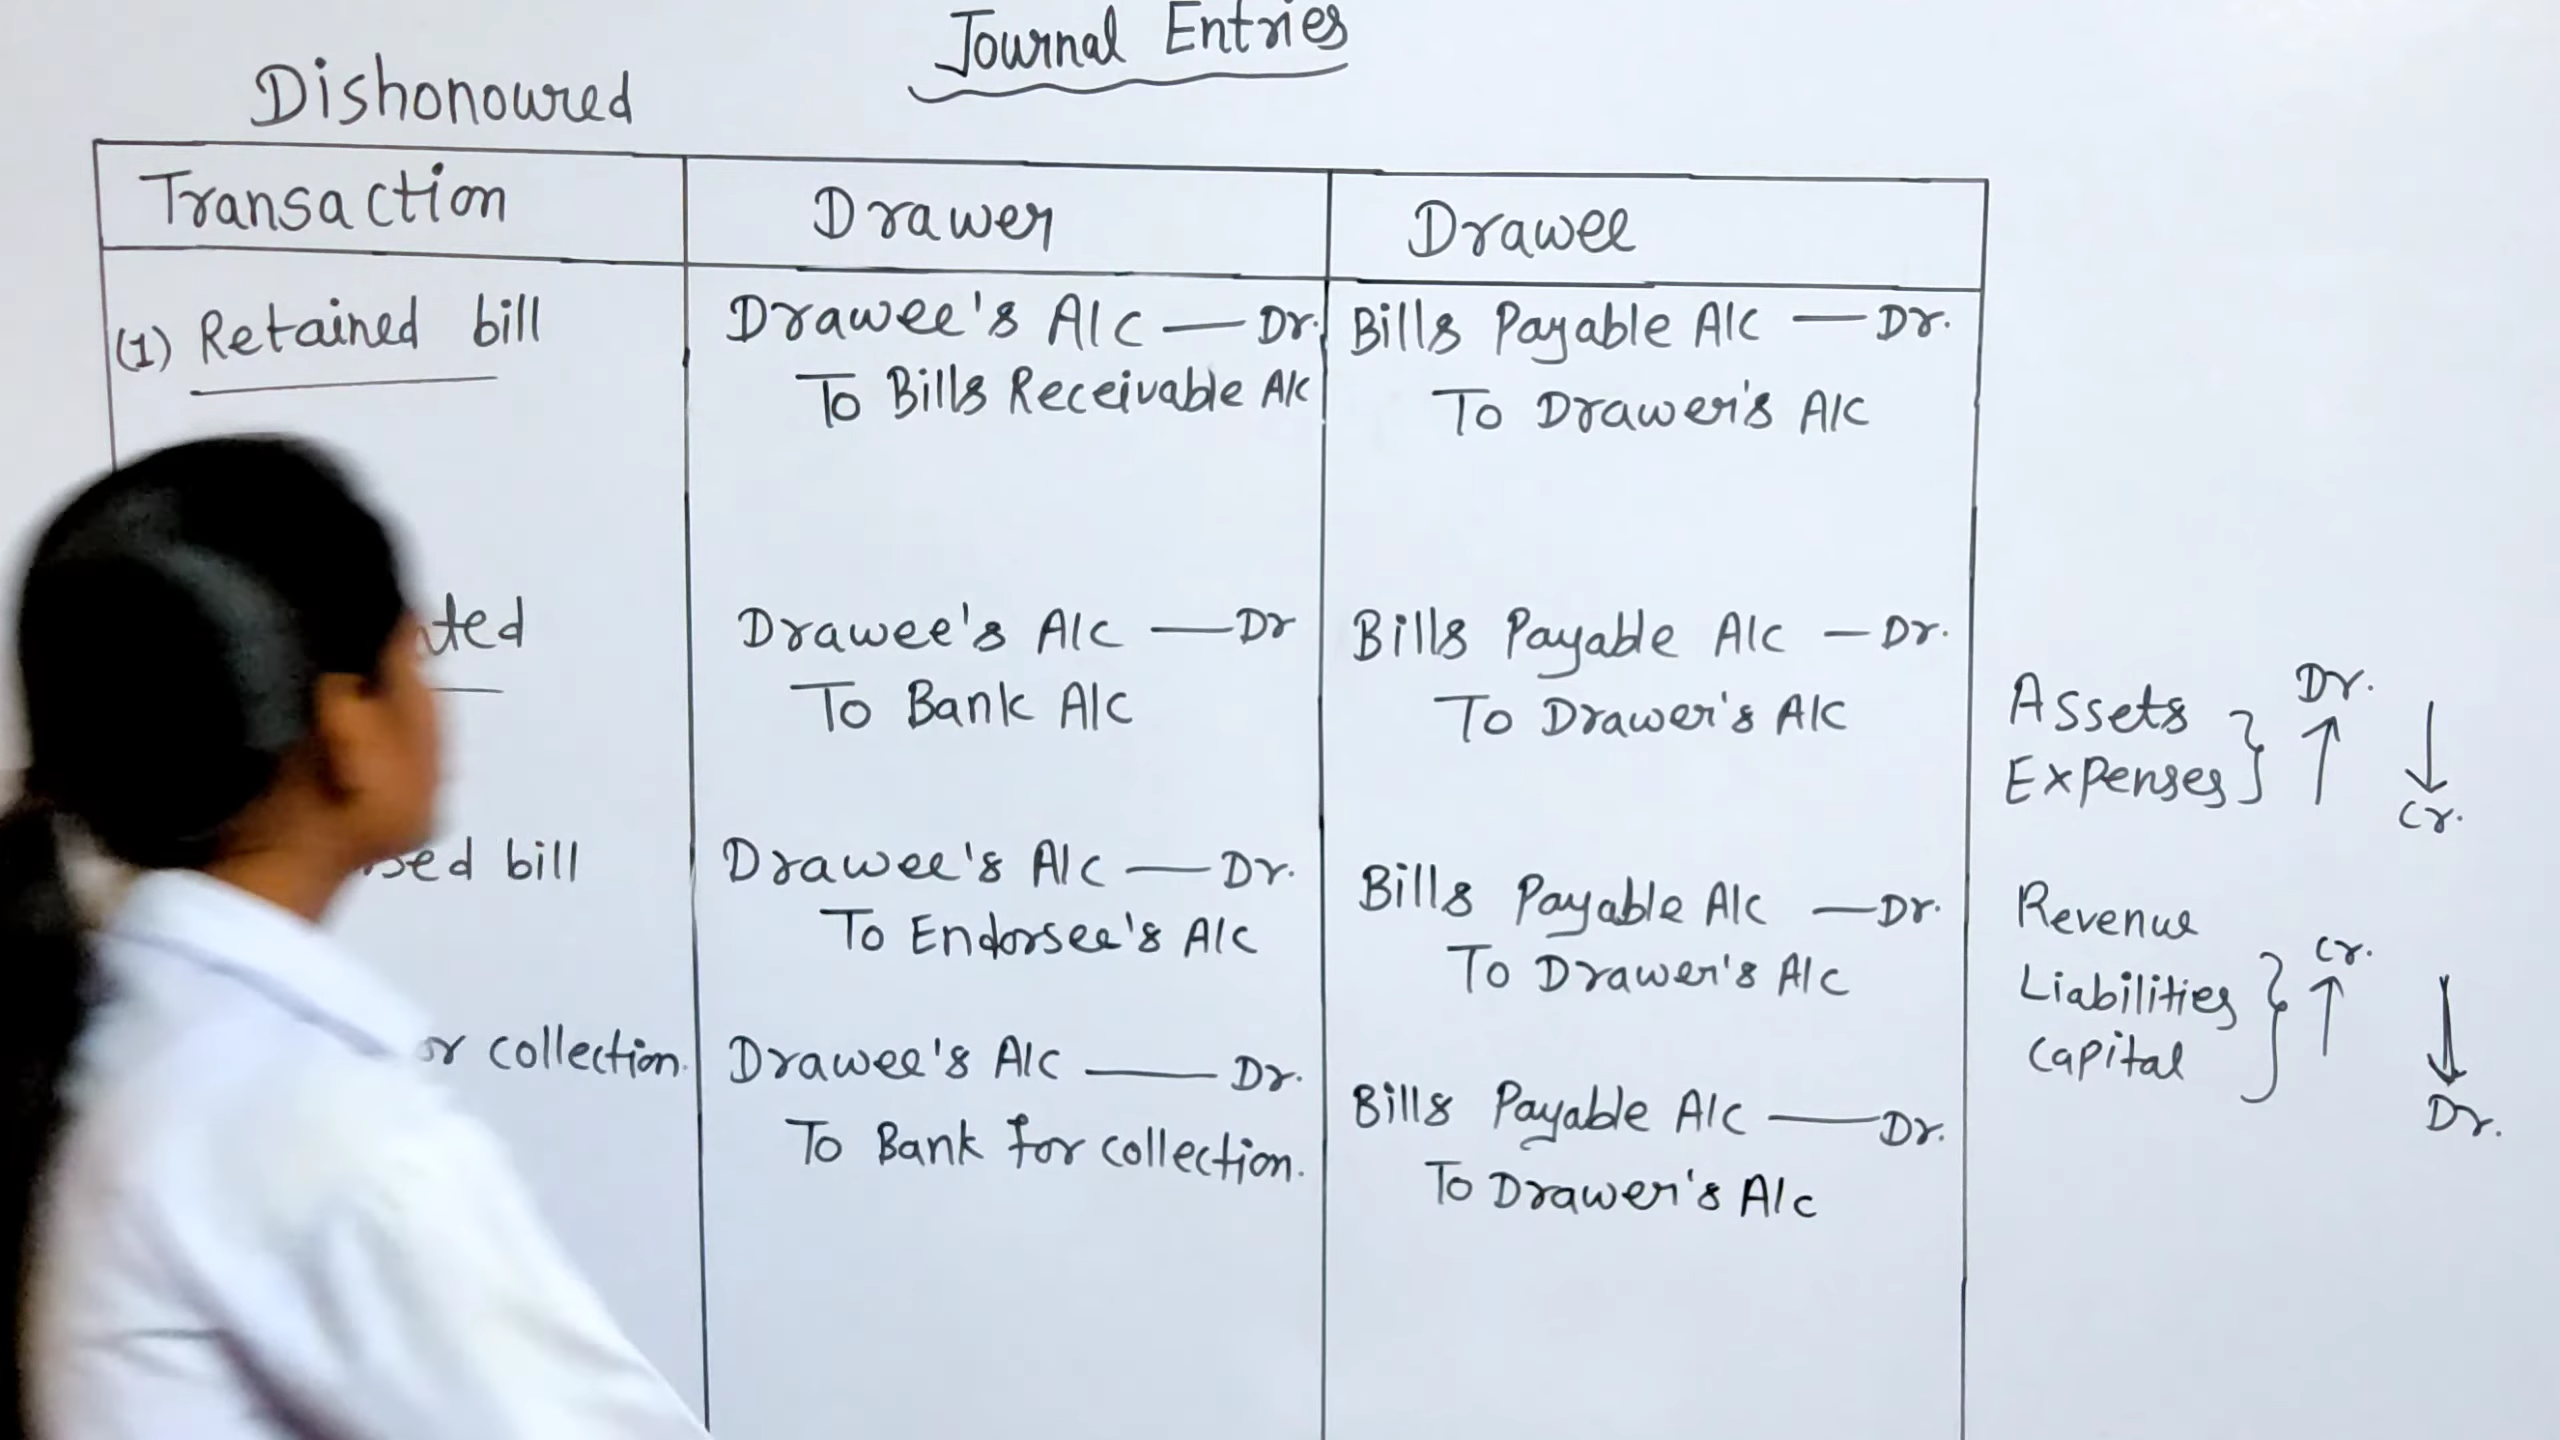 Journal Entries
Dishonoured
Transaction
Drawer
Drawee
(1) Retained bill
Drawee's A/c — Dr.
To Bills Receivable A/c
Bills Payable A/c — Dr.
To Drawer's A/c
Drawee's A/c — Dr
To Bank A/c
Bills Payable A/c — Dr.
To Drawer's A/c
bill
Drawee's A/c — Dr.
To Endorsee's A/c
Bills Payable A/c — Dr.
To Drawer's A/c
collection.
Drawee's A/c — Dr.
To Bank for collection.
Bills Payable A/c — Dr.
To Drawer's A/c
Assets
Expenses } Dr. ↑ ↓ Cr.
Revenue
Liabilities
Capital } Cr. ↑ ↓ Dr.